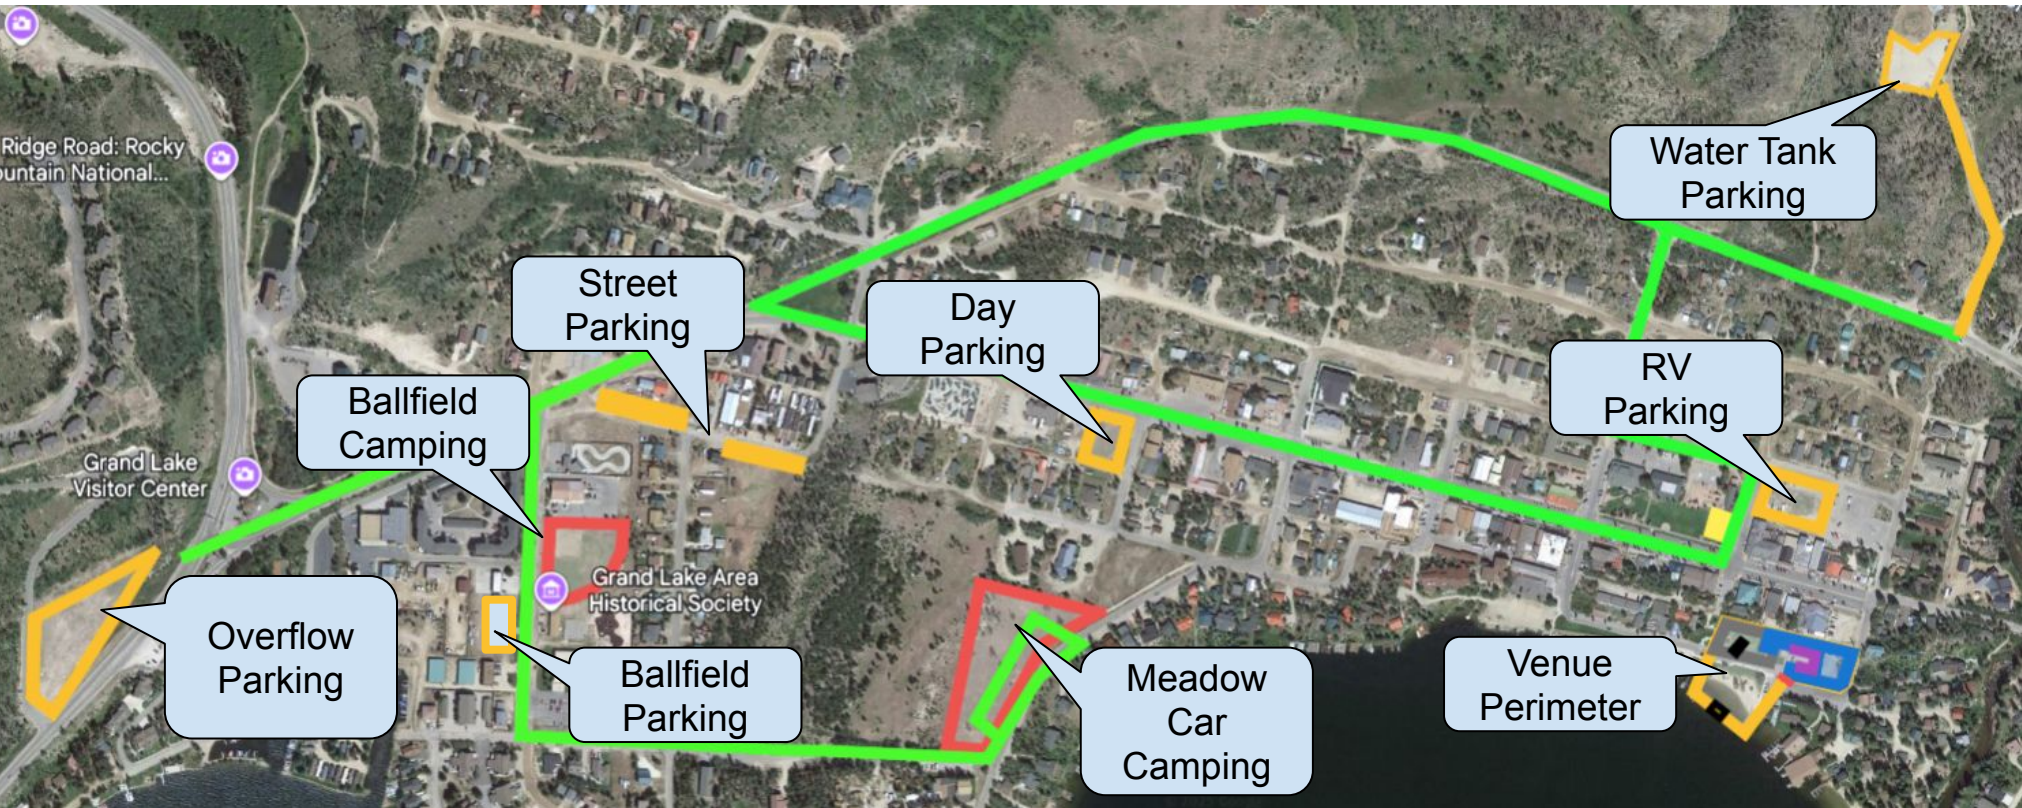 Ridge Road: Rocky
ountain National...
Water Tank
Parking
Street
Parking
Day
Parking
RV
Parking
Ballfield
Camping
Grand Lake
Visitor Center
Grand Lake Area
Historical Society
Overflow
Parking
Ballfield
Parking
Meadow
Car
Camping
Venue
Perimeter